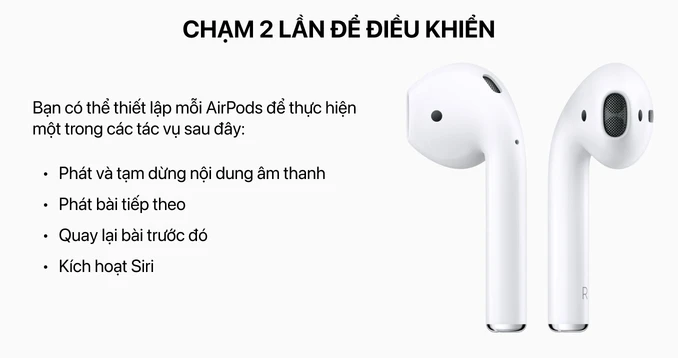 CHẠM 2 LẦN ĐỂ ĐIỀU KHIỂN
Bạn có thể thiết lập mỗi AirPods để thực hiện
một trong các tác vụ sau đây:
• Phát và tạm dừng nội dung âm thanh
• Phát bài tiếp theo
• Quay lại bài trước đó
• Kích hoạt Siri
R